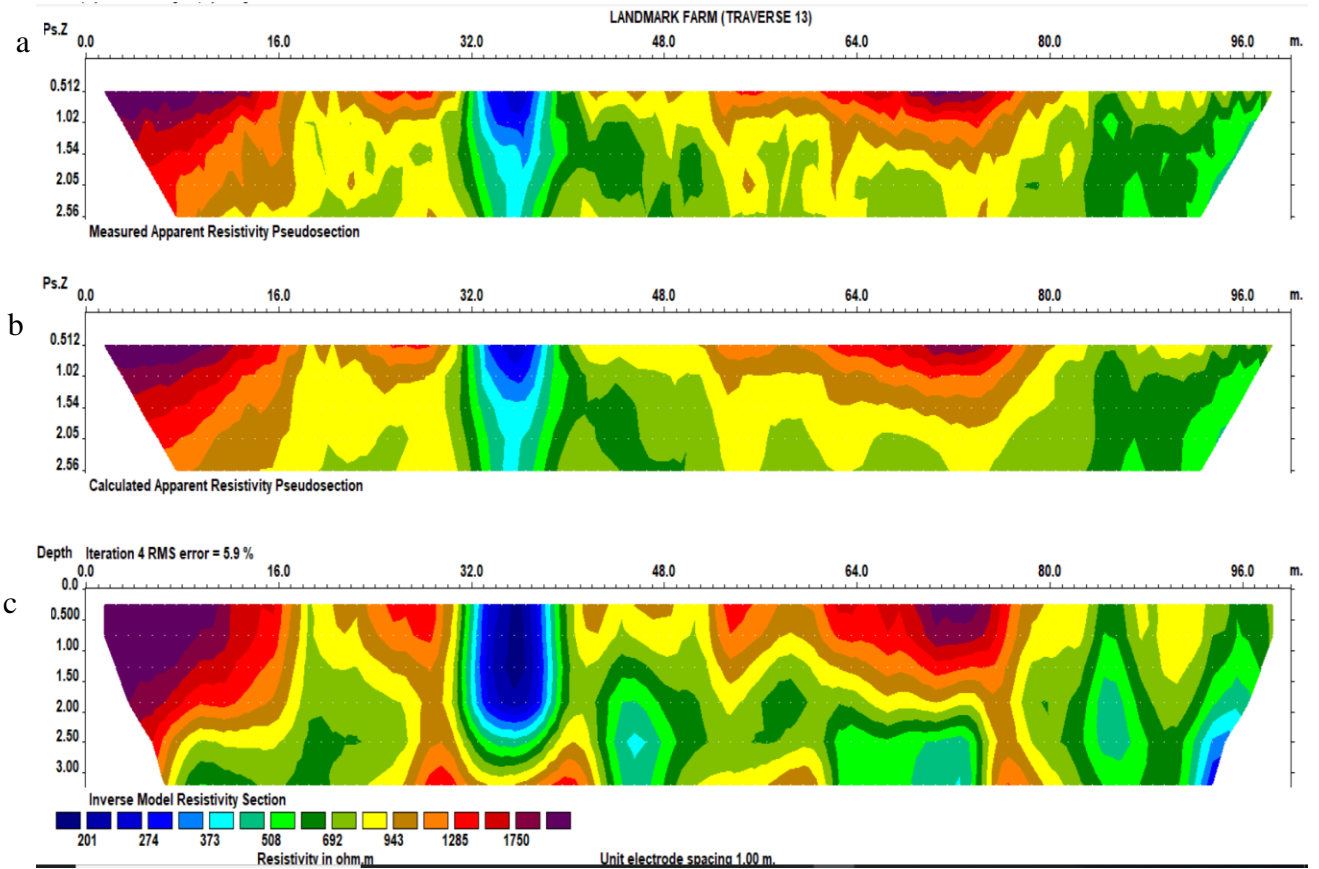 LANDMARK FARM (TRAVERSE 13)
a
Ps.Z
0.0 16.0 32.0 48.0 64.0 80.0 96.0 m.
0.512
1.02
1.54
2.05
2.56
Measured Apparent Resistivity Pseudosection
Ps.Z
0.0 16.0 32.0 48.0 64.0 80.0 96.0 m.
b
0.512
1.02
1.54
2.05
2.56
Calculated Apparent Resistivity Pseudosection
Depth Iteration 4 RMS error = 5.9 %
0.0 16.0 32.0 48.0 64.0 80.0 96.0 m.
0.0
c
0.500
1.00
1.50
2.00
2.50
3.00
Inverse Model Resistivity Section
201 274 373 508 692 943 1285 1750
Resistivity in ohm.m Unit electrode spacing 1.00 m.